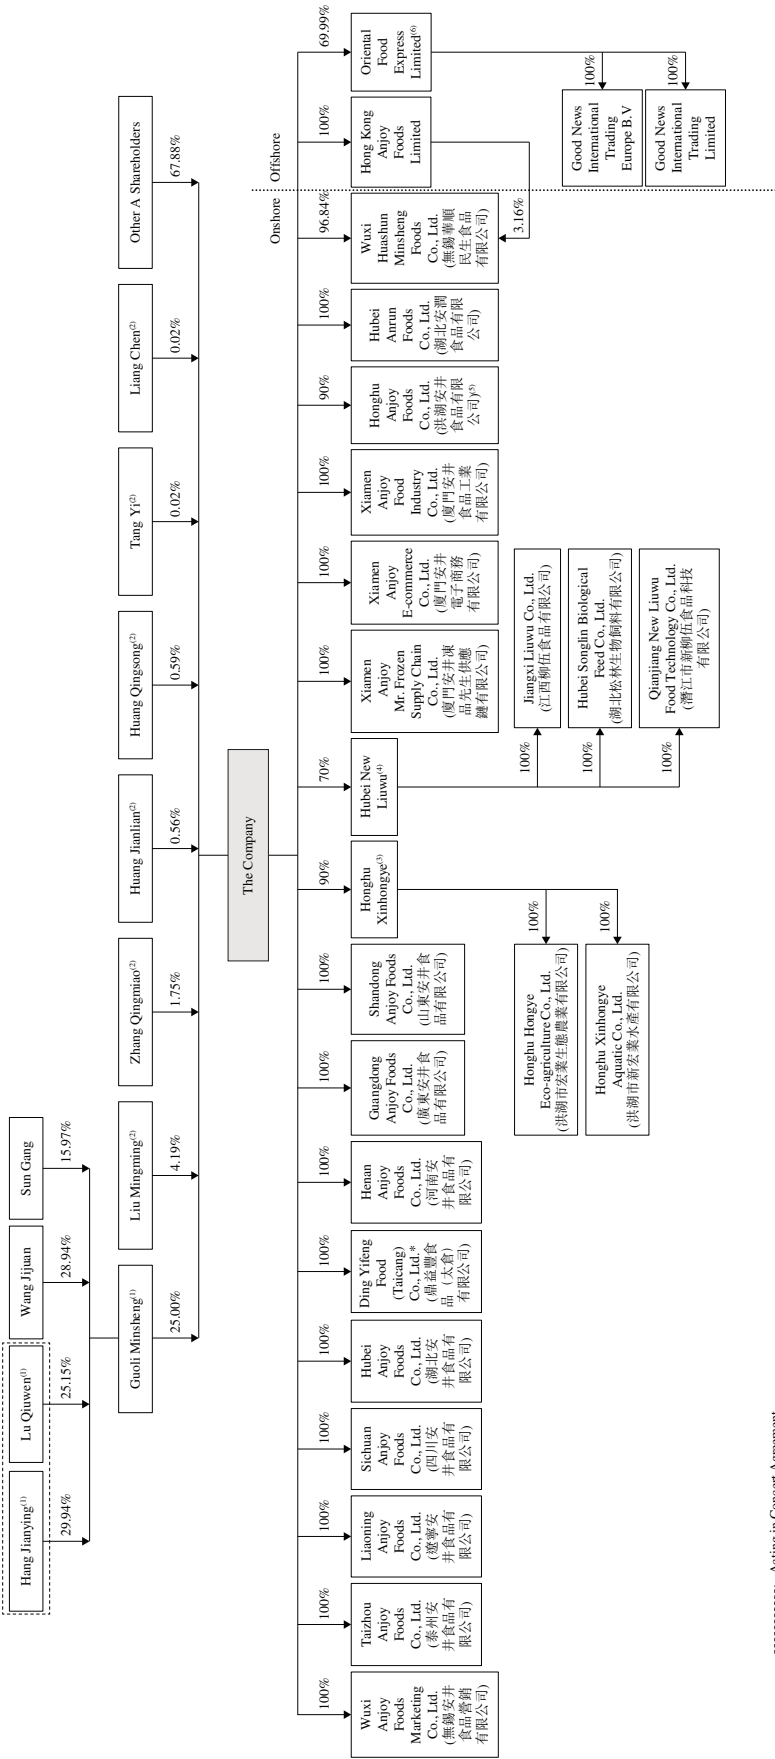 Hang Jianying(1)
Lu Qiuwen(1)
Wang Jijuan
Sun Gang
29.94%
25.15%
28.94%
15.97%
Guoli Minsheng(1)
Liu Mingming(2)
Zhang Qingmiao(2)
Huang Jianlian(2)
Huang Qingsong(2)
Tang Yi(2)
Liang Chen(2)
Other A Shareholders
25.00%
4.19%
1.75%
0.56%
0.59%
0.02%
0.02%
67.88%
The Company
Onshore
Offshore
100%
100%
100%
100%
100%
100%
100%
100%
100%
90%
70%
100%
100%
100%
90%
100%
96.84%
100%
69.99%
Wuxi
Anjoy
Foods
Marketing
Co., Ltd.
(無錫安井
食品營銷
有限公司)
Taizhou
Anjoy
Foods
Co., Ltd.
(泰州安
井食品有
限公司)
Liaoning
Anjoy
Foods
Co., Ltd.
(遼寧安
井食品有
限公司)
Sichuan
Anjoy
Foods
Co., Ltd.
(四川安
井食品有
限公司)
Hubei
Anjoy
Foods
Co., Ltd.
(湖北安
井食品有
限公司)
Ding Yifeng
Food
(Taicang)
Co., Ltd.*
(鼎益豐食
品（太倉）
有限公司)
Henan
Anjoy
Foods
Co., Ltd.
(河南安
井食品有
限公司)
Guangdong
Anjoy Foods
Co., Ltd.
(廣東安井食
品有限公司)
Shandong
Anjoy Foods
Co., Ltd.
(山東安井食
品有限公司)
Honghu
Xinhongye(3)
Hubei New
Liuwu(4)
Xiamen
Anjoy
Mr. Frozen
Supply Chain
Co., Ltd.
(廈門安井凍
品先生供應
鏈有限公司)
Xiamen
Anjoy
E-commerce
Co., Ltd.
(廈門安井
電子商務
有限公司)
Xiamen
Anjoy
Food
Industry
Co., Ltd.
(廈門安井
食品工業
有限公司)
Honghu
Anjoy
Foods
Co., Ltd.
(洪湖安井
食品有限
公司)(5)
Hubei
Anrun
Foods
Co., Ltd.
(湖北安潤
食品有限
公司)
Wuxi
Huashun
Minsheng
Foods
Co., Ltd.
(無錫華順
民生食品
有限公司)
Hong Kong
Anjoy
Foods
Limited
Oriental
Food
Express
Limited(6)
3.16%
100%
100%
Honghu Hongye
Eco-agriculture Co., Ltd.
(洪湖市宏業生態農業有限公司)
Honghu Xinhongye
Aquatic Co., Ltd.
(洪湖市新宏業水產有限公司)
100%
100%
100%
Jiangxi Liuwu Co., Ltd.
(江西柳伍食品有限公司)
Hubei Songlin Biological
Feed Co., Ltd.
(湖北松林生物飼料有限公司)
Qianjiang New Liuwu
Food Technology Co., Ltd.
(潛江市新柳伍食品科技
有限公司)
100%
100%
Good News
International
Trading
Europe B.V
Good News
International
Trading
Limited